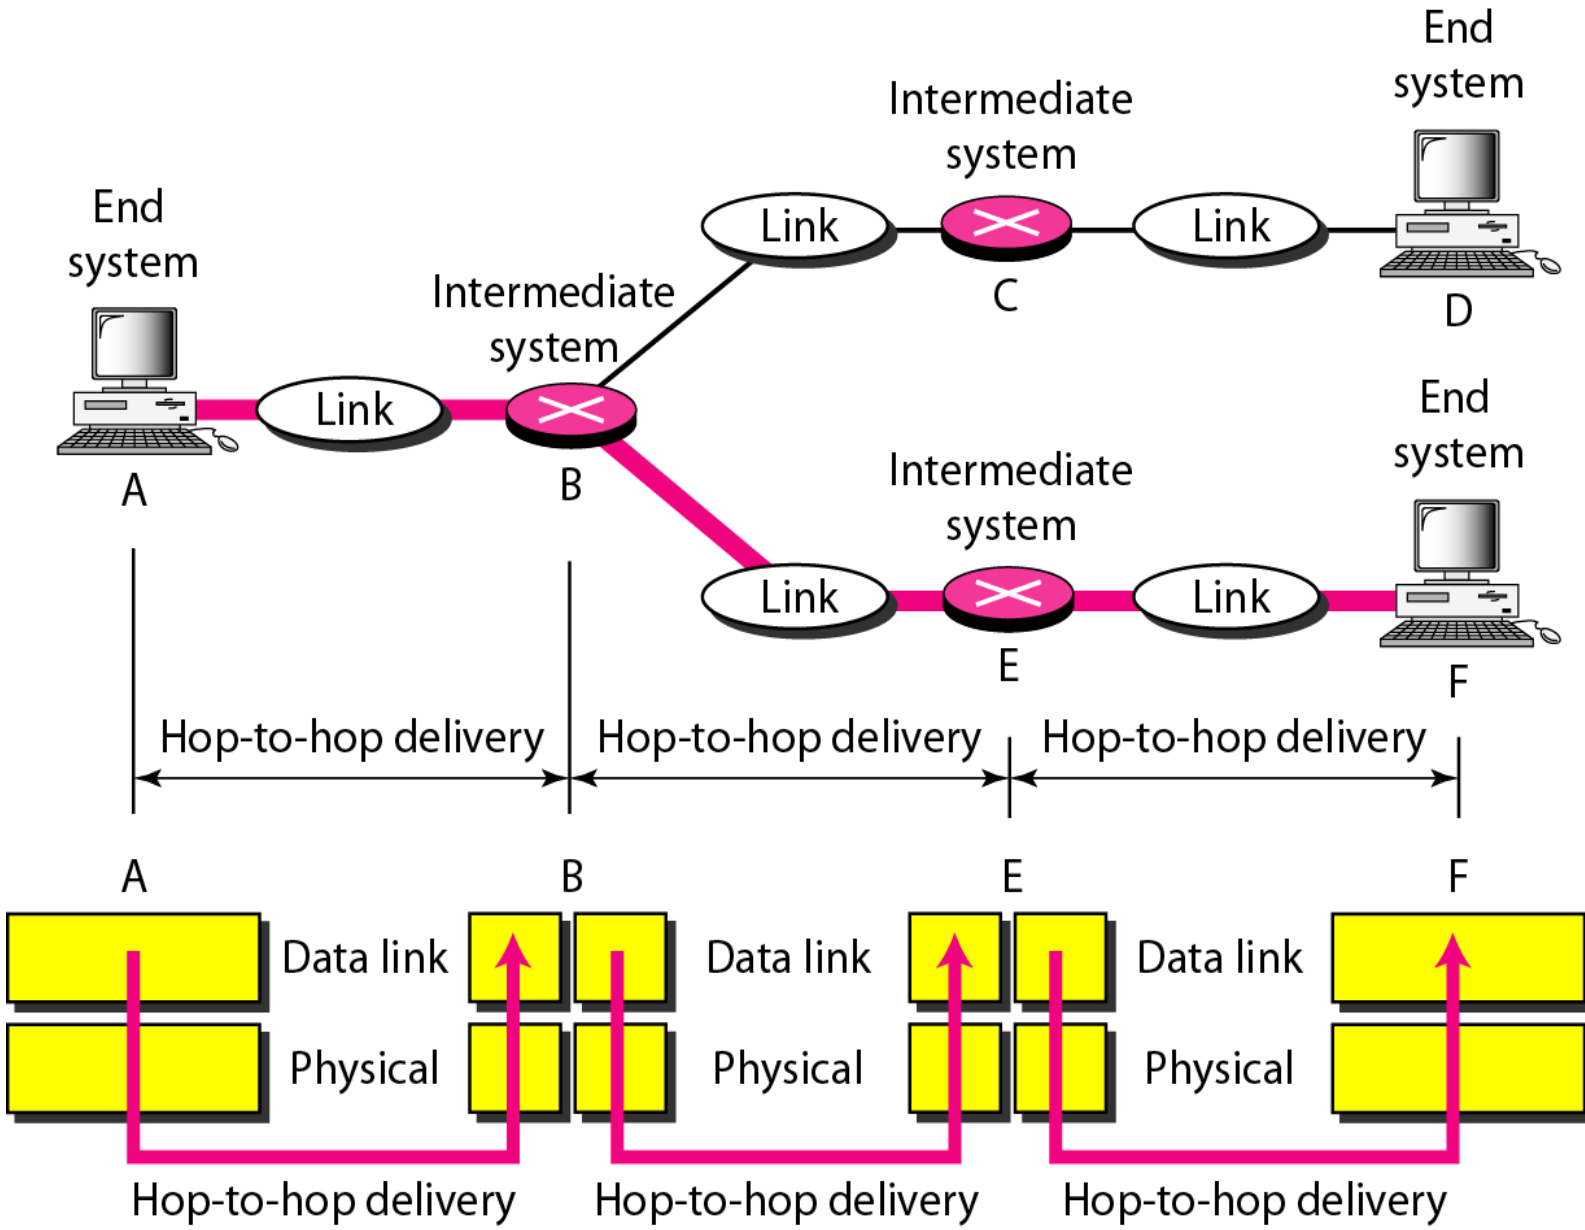 End
system
Intermediate
system
End
system
Link
Link
C
D
Intermediate
system
Link
A
B
End
system
Intermediate
system
Link
Link
E
F
Hop-to-hop delivery
Hop-to-hop delivery
Hop-to-hop delivery
A
B
E
F
Data link
Data link
Data link
Physical
Physical
Physical
Hop-to-hop delivery
Hop-to-hop delivery
Hop-to-hop delivery